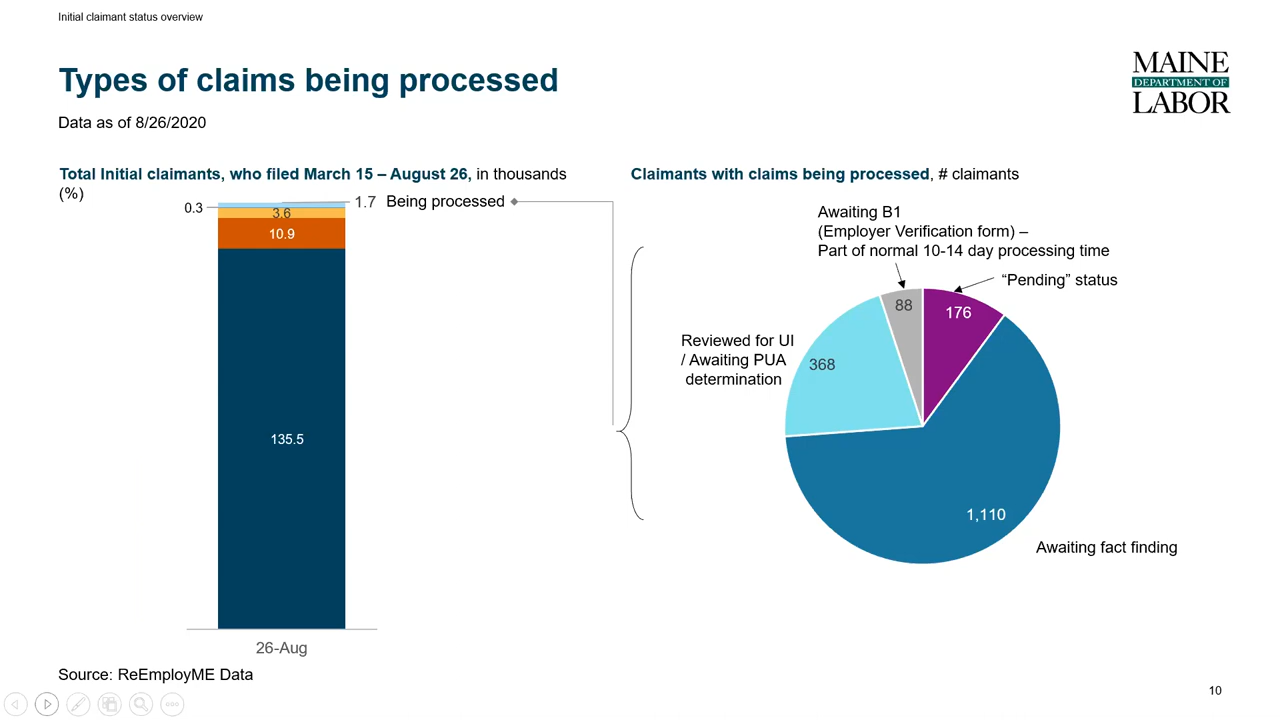 Initial claimant status overview
Types of claims being processed
Data as of 8/26/2020
MAINE
DEPARTMENT OF
LABOR
Total Initial claimants, who filed March 15 – August 26, in thousands
(%)
0.3
1.7 Being processed
3.6
10.9
135.5
26-Aug
Claimants with claims being processed, # claimants
Awaiting B1
(Employer Verification form) –
Part of normal 10-14 day processing time
“Pending” status
88
176
Reviewed for UI
/ Awaiting PUA
determination
368
1,110
Awaiting fact finding
Source: ReEmployME Data
10